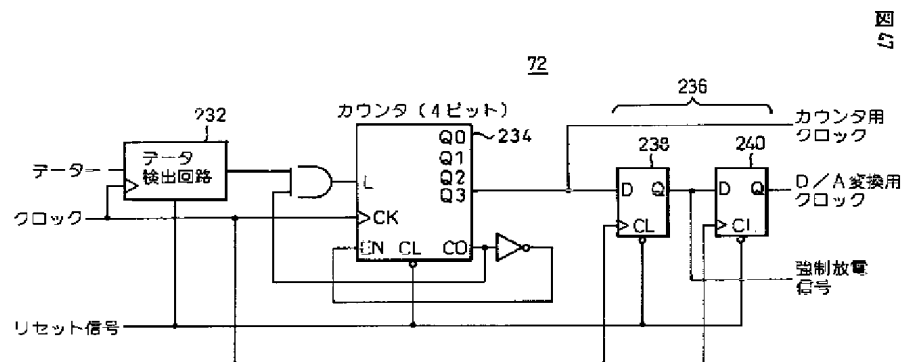 図17
72
236
232
カウンタ（4ビット）
234
カウンタ用
クロック
Q0
Q1
Q2
Q3
238
240
データ
データ
検出回路
L
D
Q
D
Q
D／A変換用
クロック
クロック
CK
CL
CL
EN
CL
CO
強制放電
信号
リセット信号